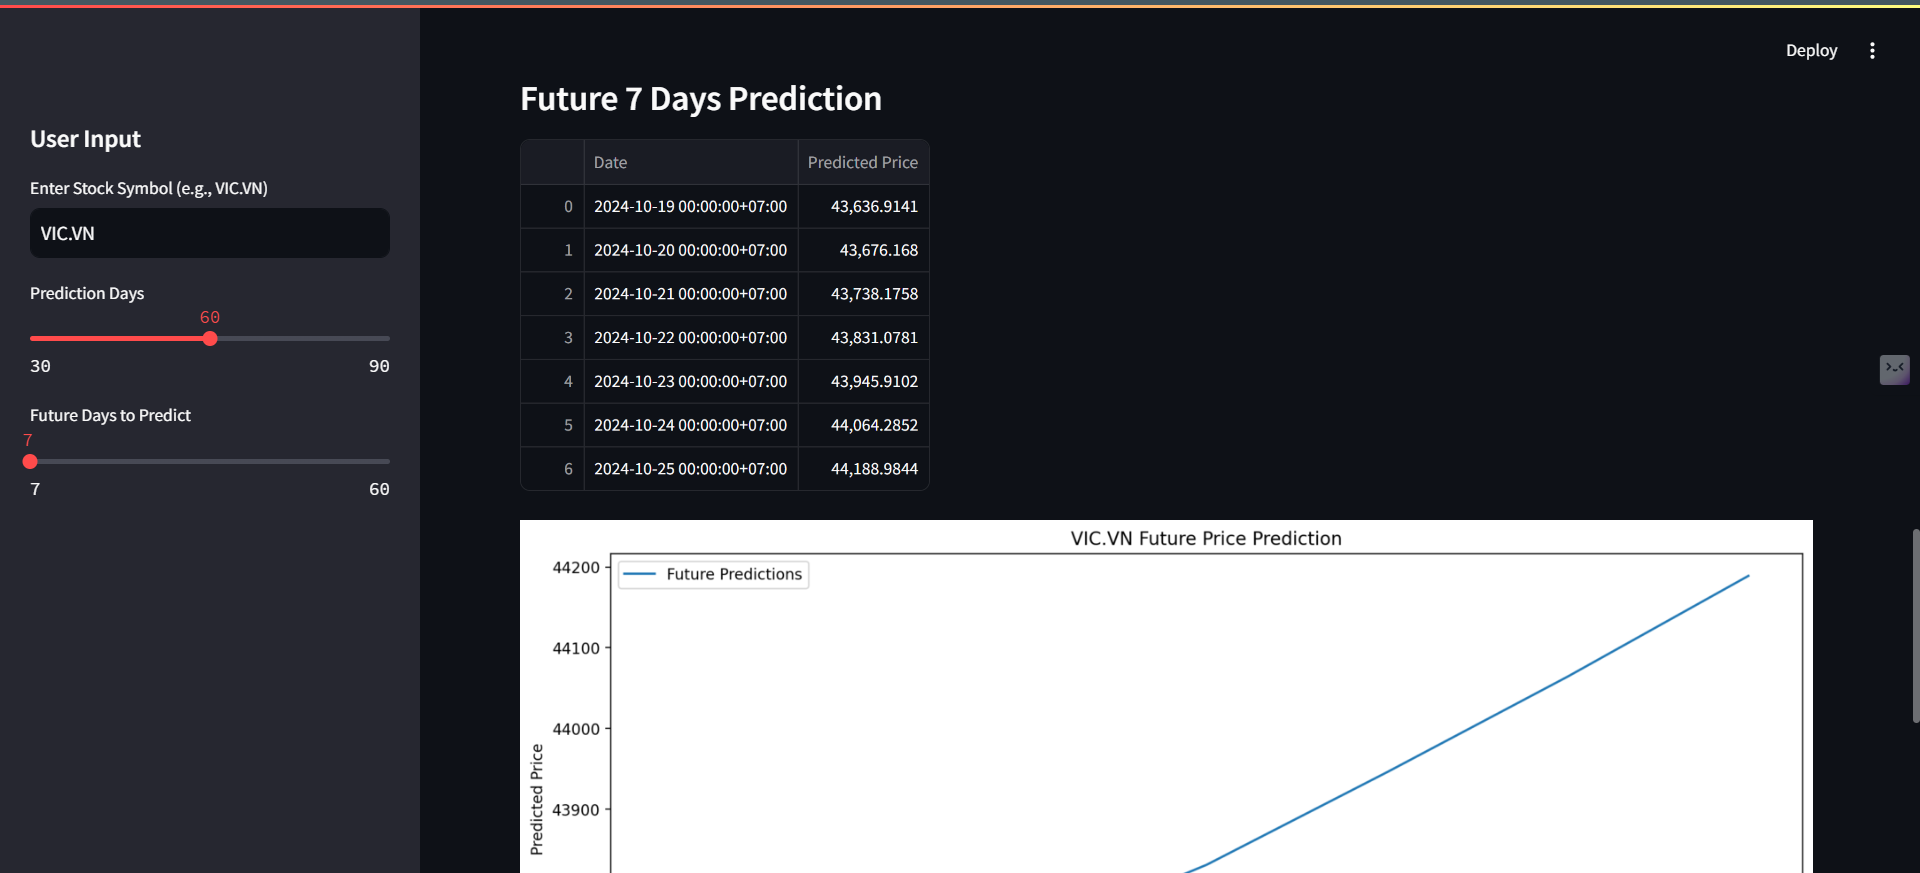 Deploy
User Input
Enter Stock Symbol (e.g., VIC.VN)
VIC.VN
Prediction Days
60
30 90
Future Days to Predict
7
7 60
Future 7 Days Prediction
Date Predicted Price
0 2024-10-19 00:00:00+07:00 43,636.9141
1 2024-10-20 00:00:00+07:00 43,676.168
2 2024-10-21 00:00:00+07:00 43,738.1758
3 2024-10-22 00:00:00+07:00 43,831.0781
4 2024-10-23 00:00:00+07:00 43,945.9102
5 2024-10-24 00:00:00+07:00 44,064.2852
6 2024-10-25 00:00:00+07:00 44,188.9844
VIC.VN Future Price Prediction
Future Predictions
44200
44100
44000
43900
Predicted Price